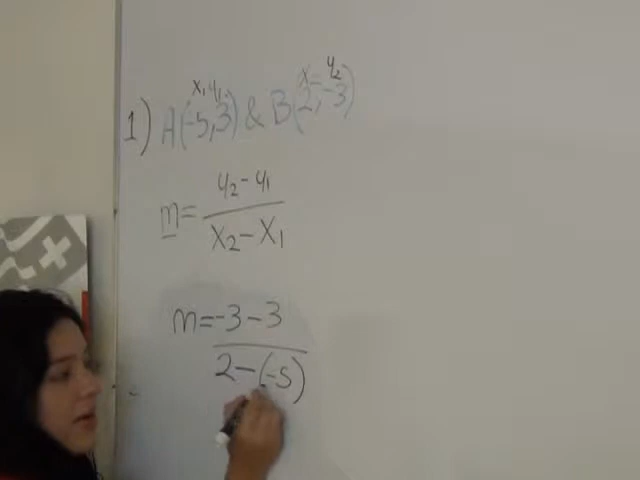 x₁ y₁ x₂ y₂
1) A(-5,3) & B(2,-3)
m = y₂ - y₁
x₂ - x₁
m = -3 - 3
2 - (-5)